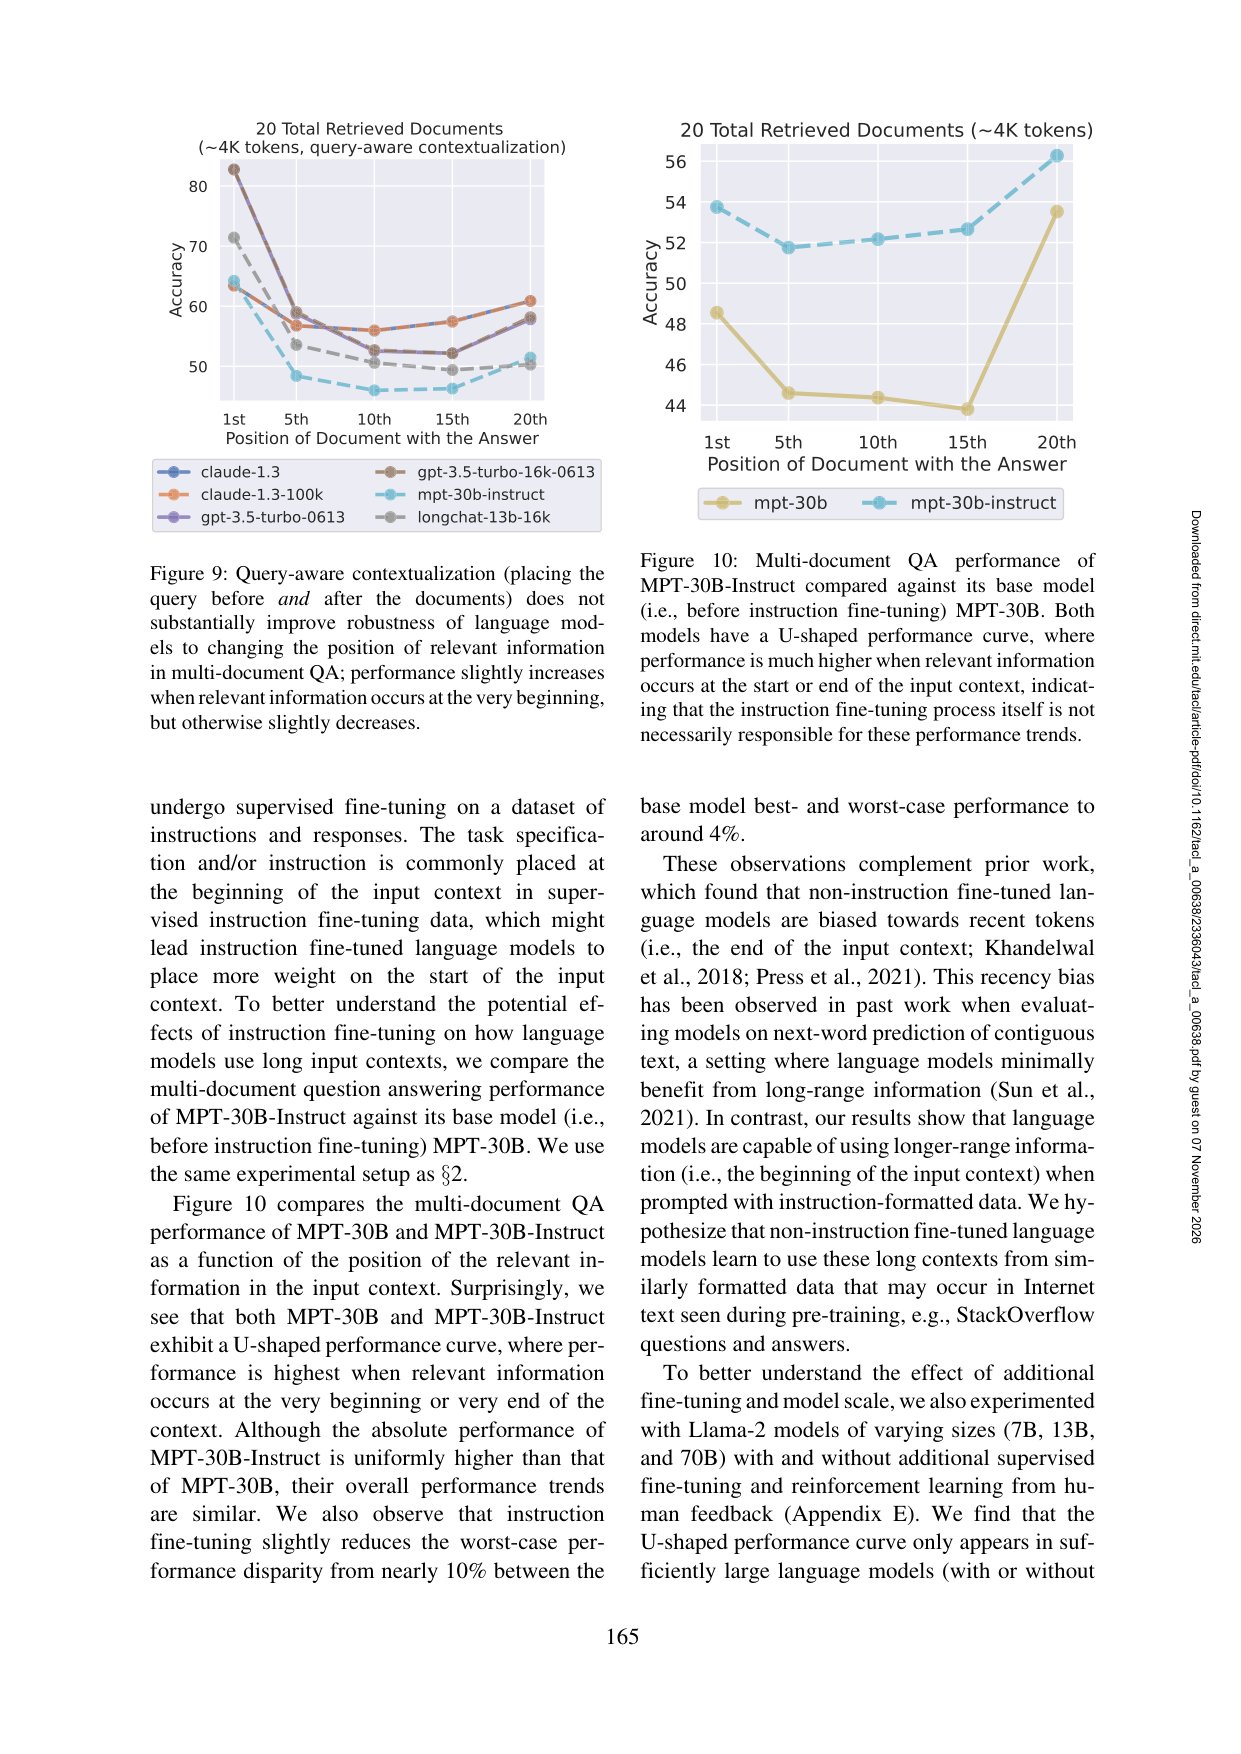 20 Total Retrieved Documents
(~4K tokens, query-aware contextualization)
80
70
60
50
Accuracy
1st 5th 10th 15th 20th
Position of Document with the Answer
claude-1.3
claude-1.3-100k
gpt-3.5-turbo-0613
gpt-3.5-turbo-16k-0613
mpt-30b-instruct
longchat-13b-16k
Figure 9: Query-aware contextualization (placing the
query before and after the documents) does not
substantially improve robustness of language mod-
els to changing the position of relevant information
in multi-document QA; performance slightly increases
when relevant information occurs at the very beginning,
but otherwise slightly decreases.
20 Total Retrieved Documents (~4K tokens)
56
54
52
50
48
46
44
Accuracy
1st 5th 10th 15th 20th
Position of Document with the Answer
mpt-30b
mpt-30b-instruct
Figure 10: Multi-document QA performance of
MPT-30B-Instruct compared against its base model
(i.e., before instruction fine-tuning) MPT-30B. Both
models have a U-shaped performance curve, where
performance is much higher when relevant information
occurs at the start or end of the input context, indicat-
ing that the instruction fine-tuning process itself is not
necessarily responsible for these performance trends.
undergo supervised fine-tuning on a dataset of
instructions and responses. The task specifica-
tion and/or instruction is commonly placed at
the beginning of the input context in super-
vised instruction fine-tuning data, which might
lead instruction fine-tuned language models to
place more weight on the start of the input
context. To better understand the potential ef-
fects of instruction fine-tuning on how language
models use long input contexts, we compare the
multi-document question answering performance
of MPT-30B-Instruct against its base model (i.e.,
before instruction fine-tuning) MPT-30B. We use
the same experimental setup as §2.
Figure 10 compares the multi-document QA
performance of MPT-30B and MPT-30B-Instruct
as a function of the position of the relevant in-
formation in the input context. Surprisingly, we
see that both MPT-30B and MPT-30B-Instruct
exhibit a U-shaped performance curve, where per-
formance is highest when relevant information
occurs at the very beginning or very end of the
context. Although the absolute performance of
MPT-30B-Instruct is uniformly higher than that
of MPT-30B, their overall performance trends
are similar. We also observe that instruction
fine-tuning slightly reduces the worst-case per-
formance disparity from nearly 10% between the
base model best- and worst-case performance to
around 4%.
These observations complement prior work,
which found that non-instruction fine-tuned lan-
guage models are biased towards recent tokens
(i.e., the end of the input context; Khandelwal
et al., 2018; Press et al., 2021). This recency bias
has been observed in past work when evaluat-
ing models on next-word prediction of contiguous
text, a setting where language models minimally
benefit from long-range information (Sun et al.,
2021). In contrast, our results show that language
models are capable of using longer-range informa-
tion (i.e., the beginning of the input context) when
prompted with instruction-formatted data. We hy-
pothesize that non-instruction fine-tuned language
models learn to use these long contexts from sim-
ilarly formatted data that may occur in Internet
text seen during pre-training, e.g., StackOverflow
questions and answers.
To better understand the effect of additional
fine-tuning and model scale, we also experimented
with Llama-2 models of varying sizes (7B, 13B,
and 70B) with and without additional supervised
fine-tuning and reinforcement learning from hu-
man feedback (Appendix E). We find that the
U-shaped performance curve only appears in suf-
ficiently large language models (with or without
165
Downloaded from direct.mit.edu/tacl/article-pdf/doi/10.1162/tacl_a_00638/2336043/tacl_a_00638.pdf by guest on 07 November 2026